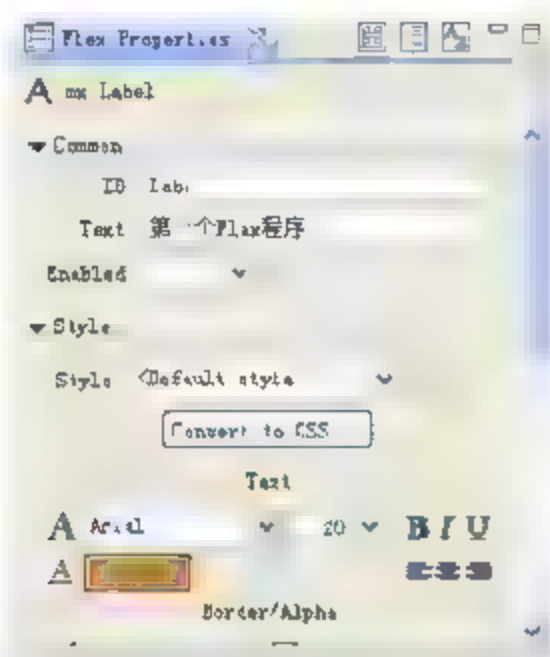 Flex Properties
mx Label
Common
ID Lab
Text 第一个Flex程序
Enabled
Style
Style <Default style
Convert to CSS
Text
A Arial 20 B I U
A
Border/Alpha